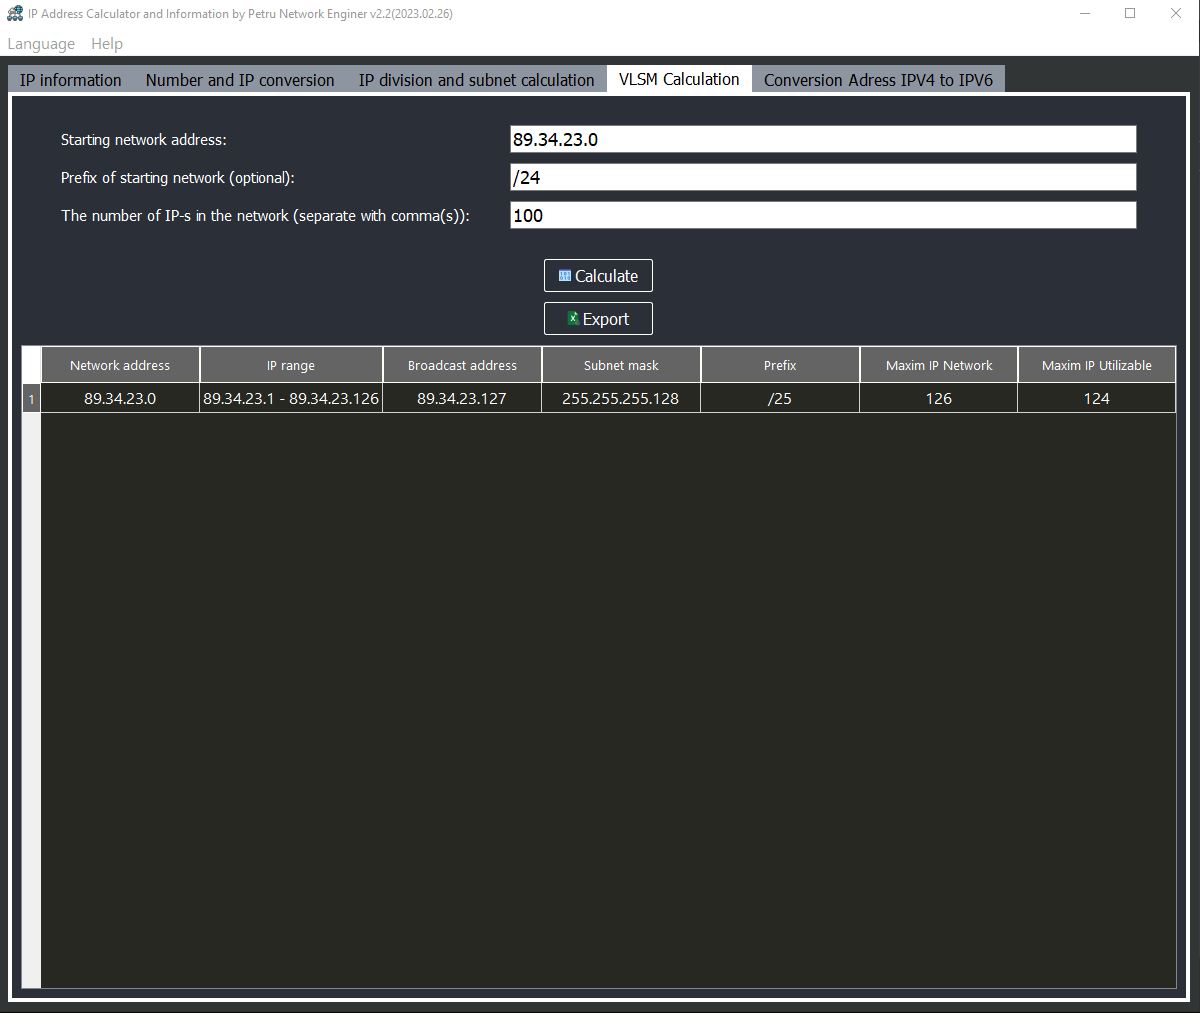 IP Address Calculator and Information by Petru Network Enginer v2.2(2023.02.26)
Language Help
IP information Number and IP conversion IP division and subnet calculation VLSM Calculation Conversion Adress IPV4 to IPV6
Starting network address: 89.34.23.0
Prefix of starting network (optional): /24
The number of IP-s in the network (separate with comma(s)): 100
Calculate
Export
Network address IP range Broadcast address Subnet mask Prefix Maxim IP Network Maxim IP Utilizable
1 89.34.23.0 89.34.23.1 - 89.34.23.126 89.34.23.127 255.255.255.128 /25 126 124